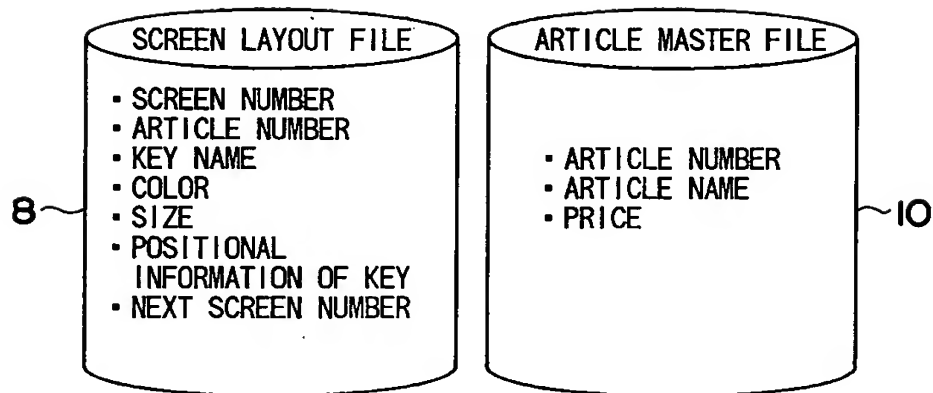 SCREEN LAYOUT FILE
▪ SCREEN NUMBER
▪ ARTICLE NUMBER
▪ KEY NAME
▪ COLOR
▪ SIZE
▪ POSITIONAL
INFORMATION OF KEY
▪ NEXT SCREEN NUMBER
8
ARTICLE MASTER FILE
▪ ARTICLE NUMBER
▪ ARTICLE NAME
▪ PRICE
10